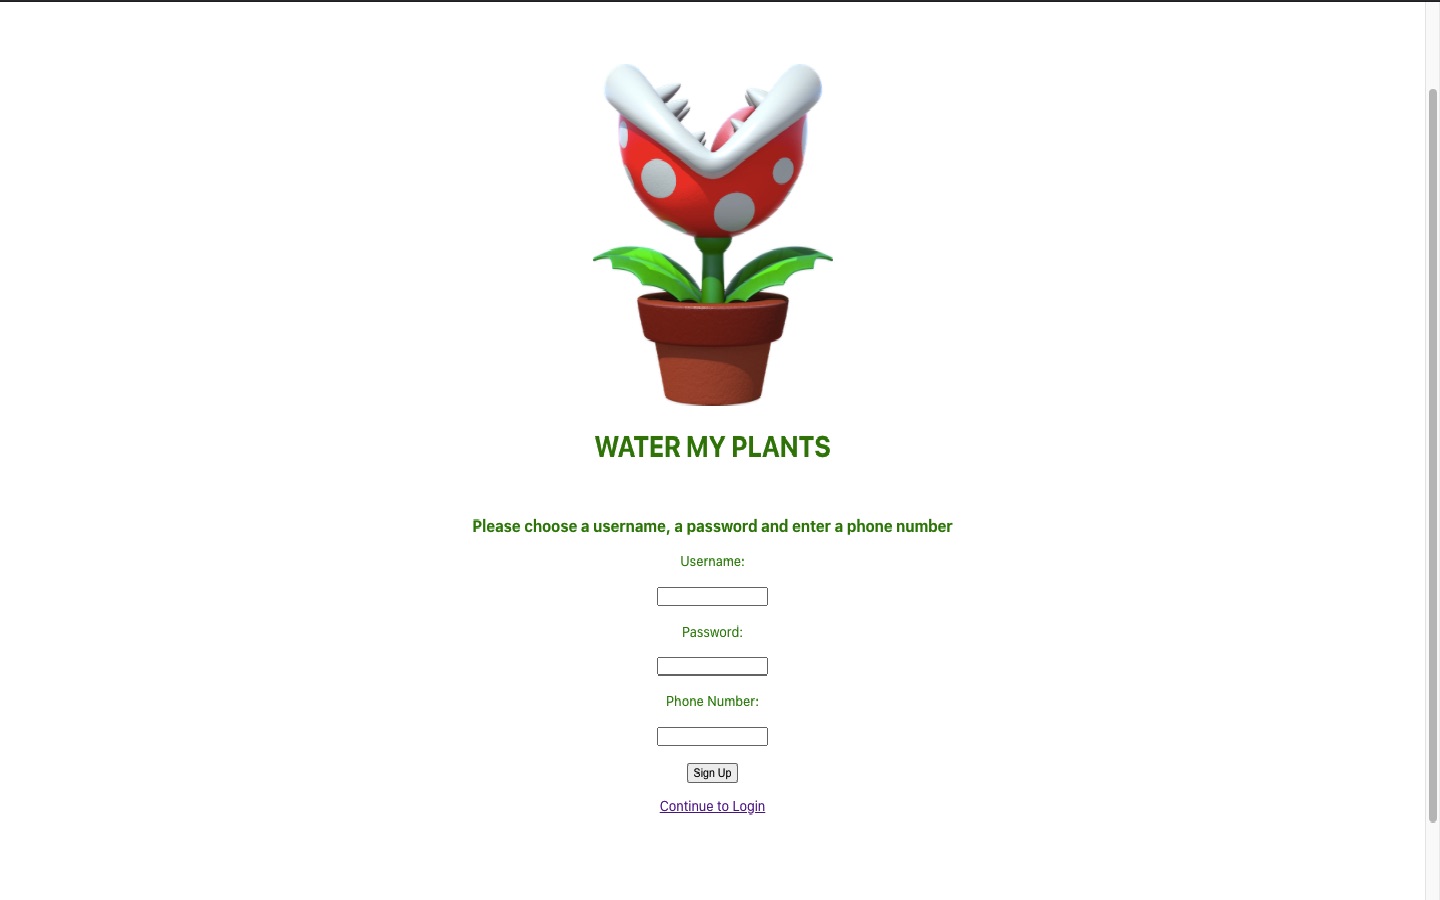 WATER MY PLANTS
Please choose a username, a password and enter a phone number
Username:
Password:
Phone Number:
Sign Up
Continue to Login